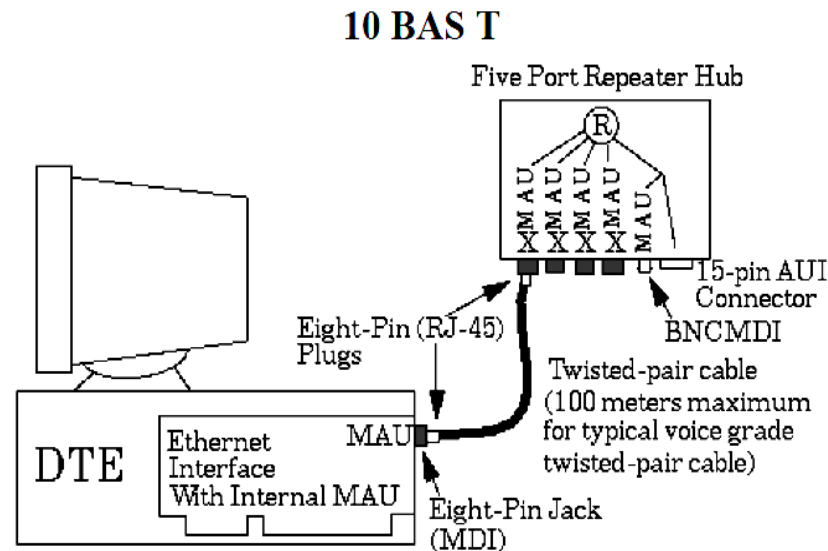 10 BAS T
Five Port Repeater Hub
R
MAU
MAU
MAU
MAU
MAU
X
X
X
X
15-pin AUI
Connector
BNCMDI
Eight-Pin (RJ-45)
Plugs
Twisted-pair cable
(100 meters maximum
for typical voice grade
twisted-pair cable)
DTE
Ethernet
Interface
With Internal MAU
MAU
Eight-Pin Jack
(MDI)